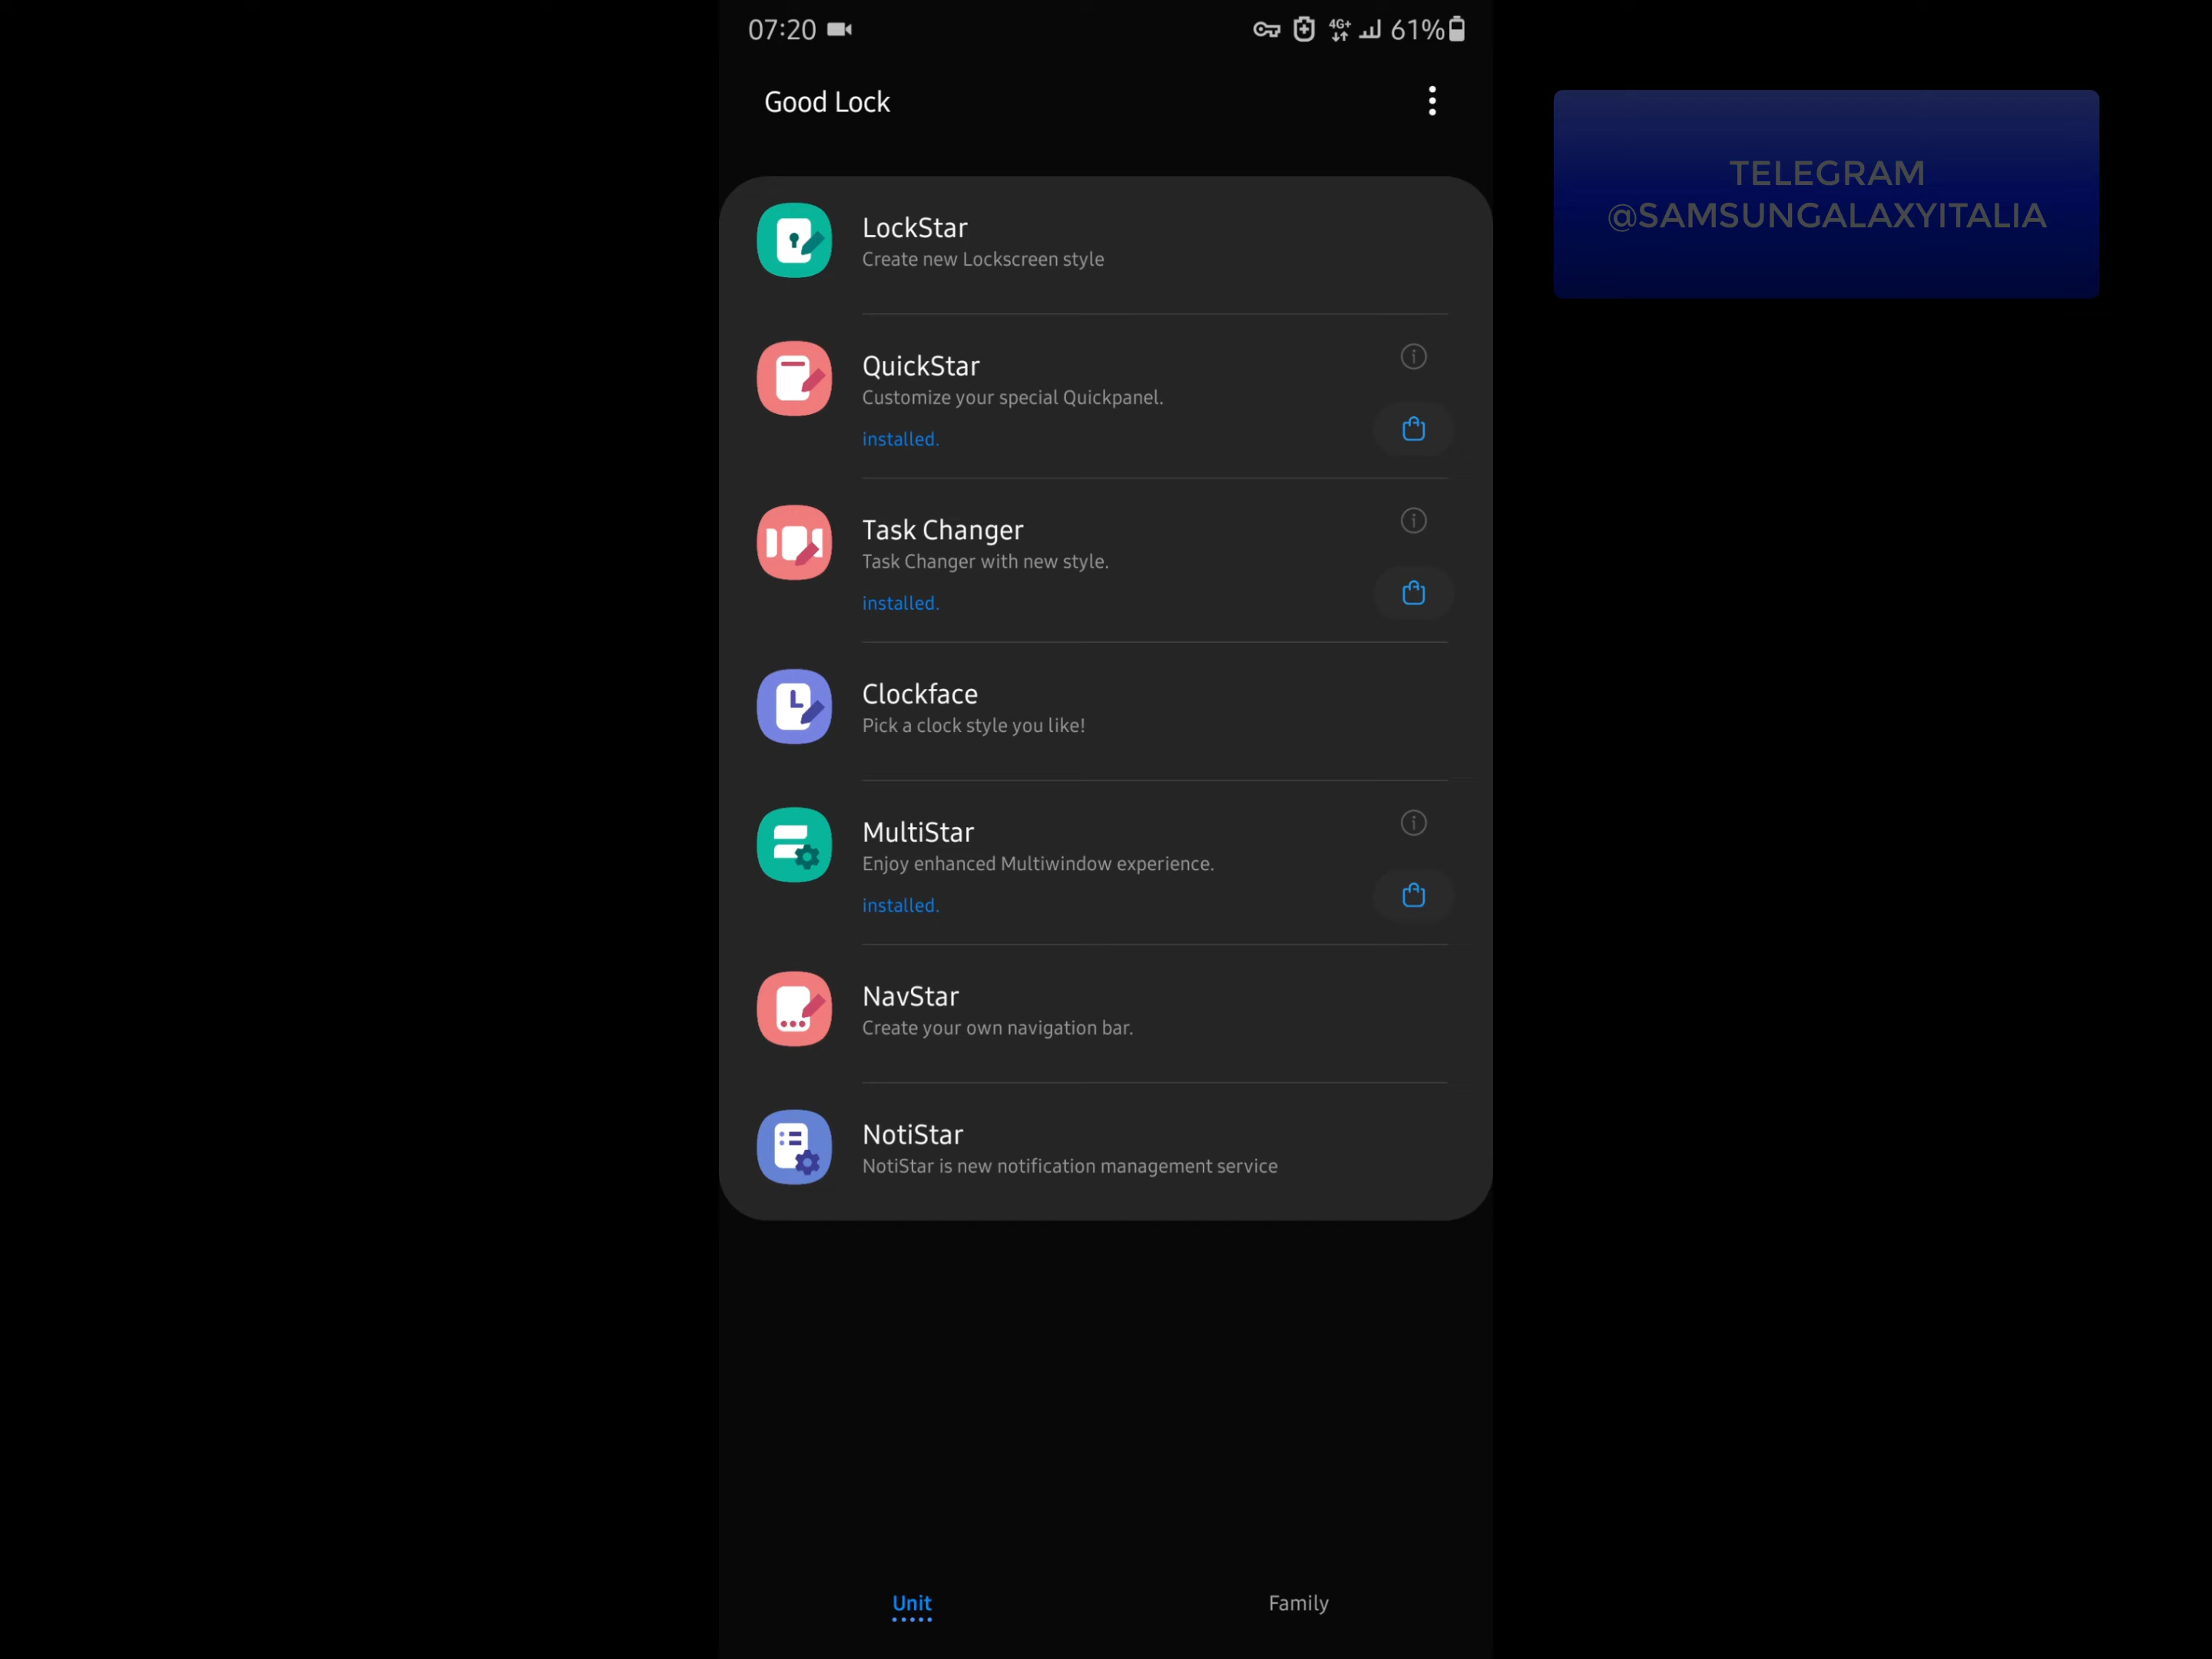 07:20
4G+ 61%
Good Lock
TELEGRAM
@SAMSUNGALAXYITALIA
LockStar
Create new Lockscreen style
QuickStar
Customize your special Quickpanel.
installed.
Task Changer
Task Changer with new style.
installed.
Clockface
Pick a clock style you like!
MultiStar
Enjoy enhanced Multiwindow experience.
installed.
NavStar
Create your own navigation bar.
NotiStar
NotiStar is new notification management service
Unit
Family